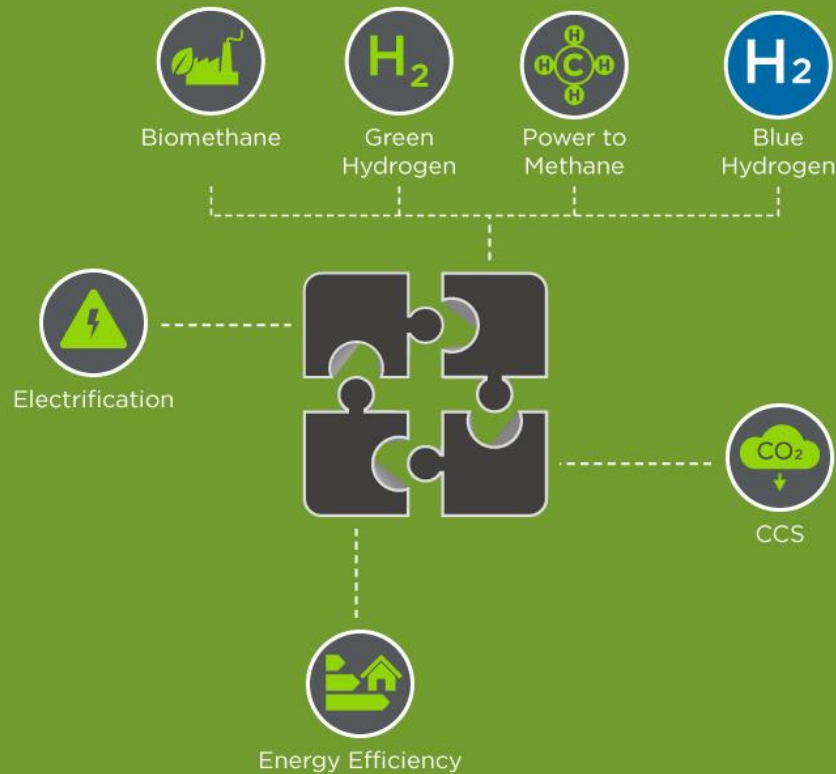 H₂
H
H C H
H
H₂
Biomethane
Green
Hydrogen
Power to
Methane
Blue
Hydrogen
Electrification
CO₂
CCS
Energy Efficiency